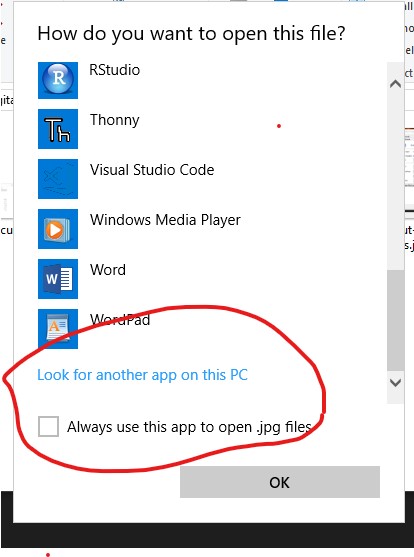 How do you want to open this file?
R
RStudio
Th
Thonny
Visual Studio Code
Windows Media Player
W
Word
A
WordPad
Look for another app on this PC
Always use this app to open .jpg files
OK